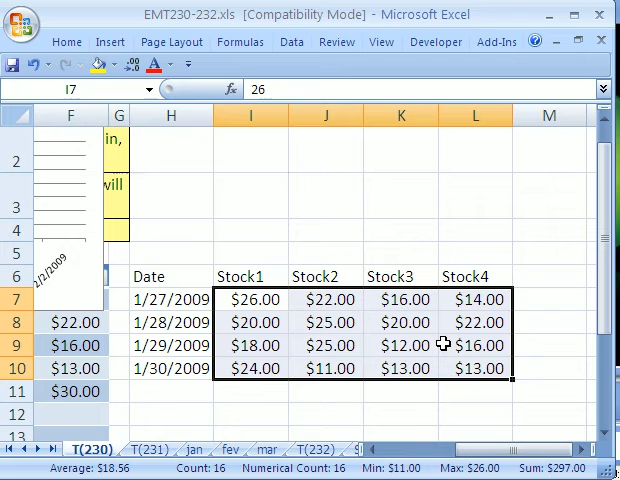 EMT230-232.xls [Compatibility Mode] - Microsoft Excel
Home Insert Page Layout Formulas Data Review View Developer Add-Ins
I7 fx 26
F G H I J K L M
2 in,
3 will
4
5
2/2/2009
6 Date Stock1 Stock2 Stock3 Stock4
7 1/27/2009 $26.00 $22.00 $16.00 $14.00
8 $22.00 1/28/2009 $20.00 $25.00 $20.00 $22.00
9 $16.00 1/29/2009 $18.00 $25.00 $12.00 $16.00
10 $13.00 1/30/2009 $24.00 $11.00 $13.00 $13.00
11 $30.00
12
13
T(230) T(231) jan fev mar T(232)
Average: $18.56 Count: 16 Numerical Count: 16 Min: $11.00 Max: $26.00 Sum: $297.00